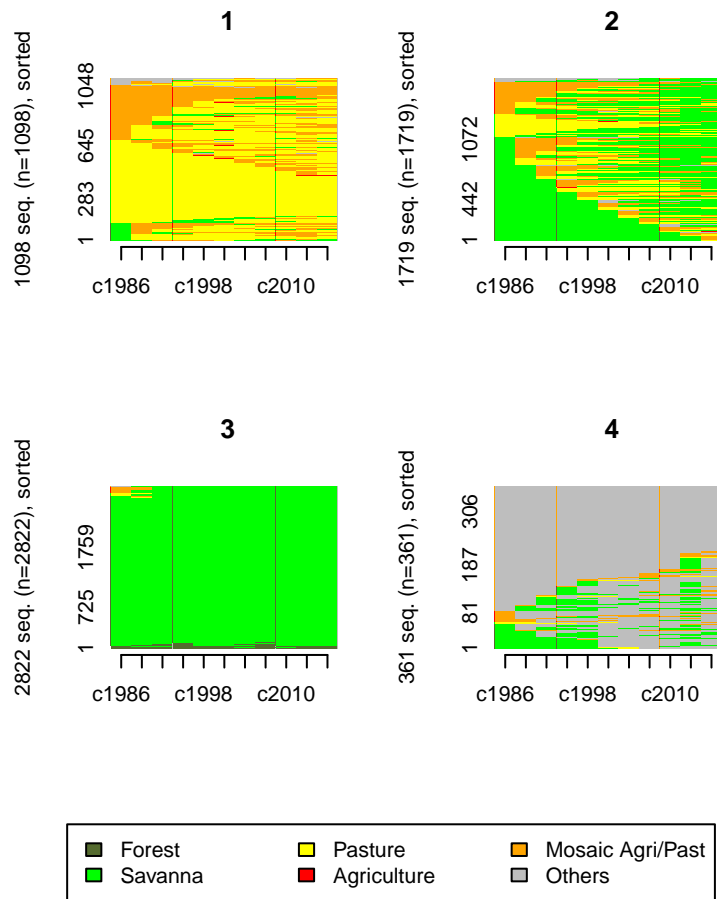 1
1098 seq. (n=1098), sorted
1 283 645 1048
c1986 c1998 c2010
2
1719 seq. (n=1719), sorted
1 442 1072
c1986 c1998 c2010
3
2822 seq. (n=2822), sorted
1 725 1759
c1986 c1998 c2010
4
361 seq. (n=361), sorted
1 81 187 306
c1986 c1998 c2010
Forest Pasture Mosaic Agri/Past
Savanna Agriculture Others